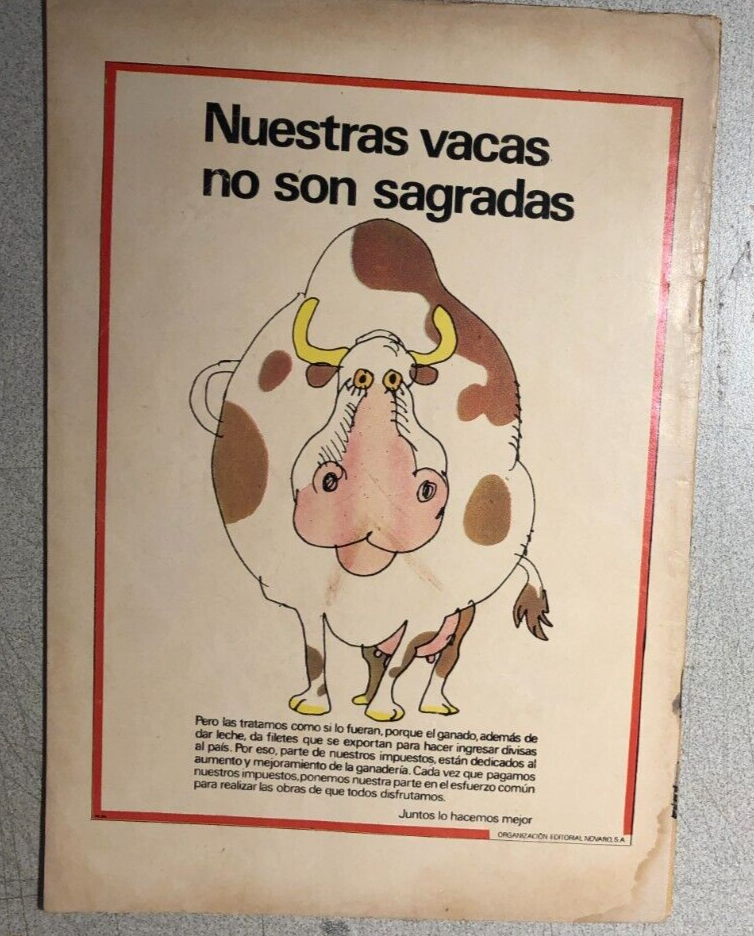 Nuestras vacas
no son sagradas
Pero las tratamos como si lo fueran, porque el ganado, además de
dar leche, da filetes que se exportan para hacer ingresar divisas
al país. Por eso, parte de nuestros impuestos, están dedicados al
aumento y mejoramiento de la ganadería. Cada vez que pagamos
nuestros impuestos, ponemos nuestra parte en el esfuerzo común
para realizar las obras de que todos disfrutamos.
Juntos lo hacemos mejor
ORGANIZACIÓN EDITORIAL NOVARO, S.A.